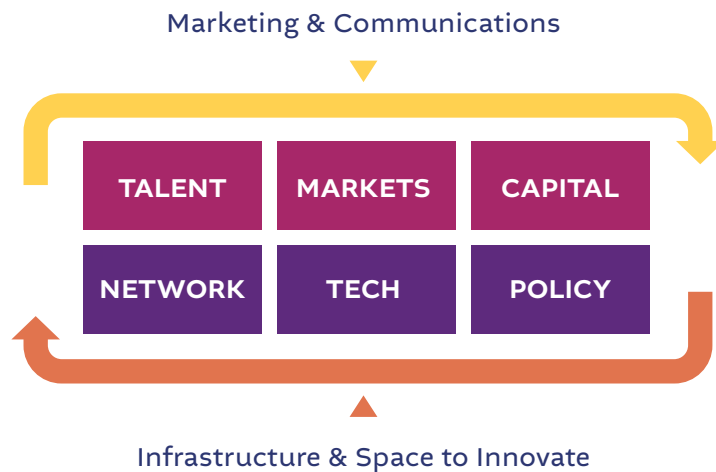 Marketing & Communications
TALENT
MARKETS
CAPITAL
NETWORK
TECH
POLICY
Infrastructure & Space to Innovate